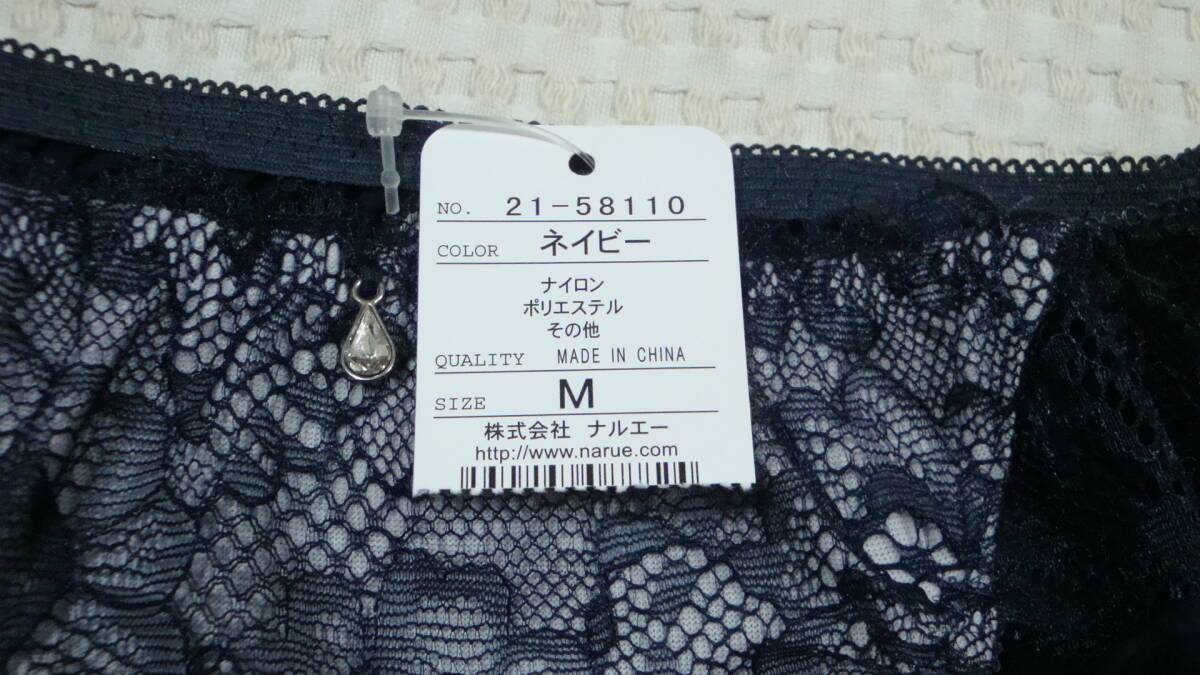 NO. 21-58110
COLOR ネイビー
ナイロン
ポリエステル
その他
QUALITY MADE IN CHINA
SIZE M
株式会社 ナルエー
http://www.narue.com